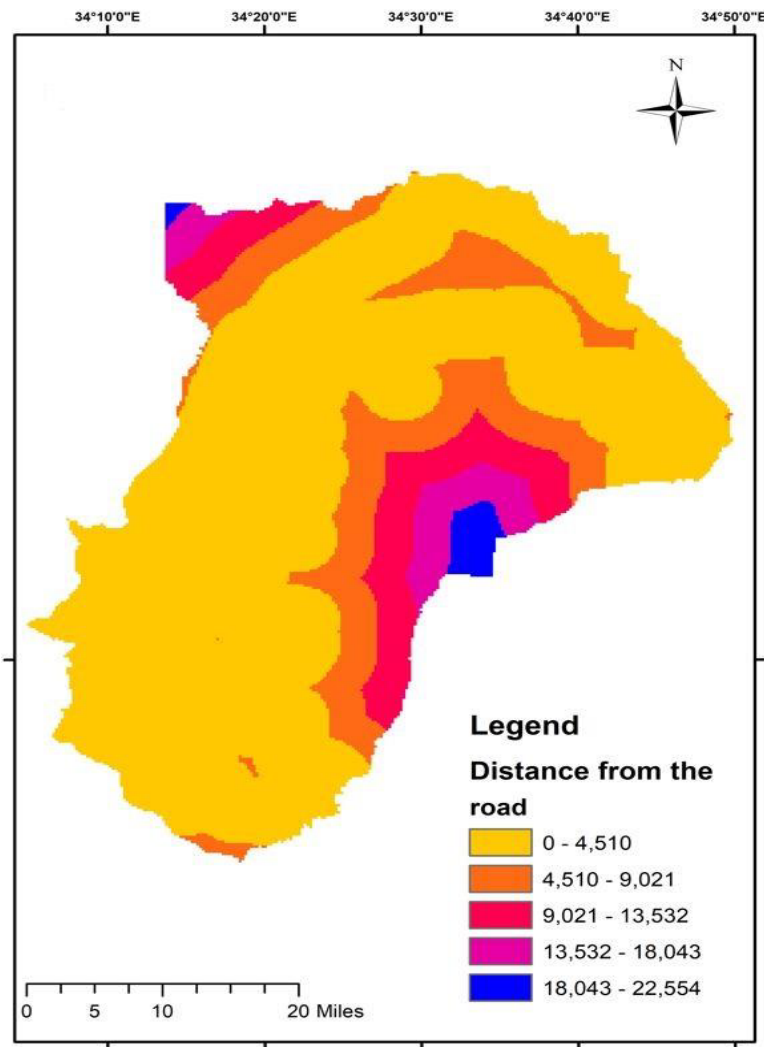 34°10'0"E 34°20'0"E 34°30'0"E 34°40'0"E 34°50'0"E
N
Legend
Distance from the
road
0 - 4,510
4,510 - 9,021
9,021 - 13,532
13,532 - 18,043
18,043 - 22,554
0 5 10 20 Miles